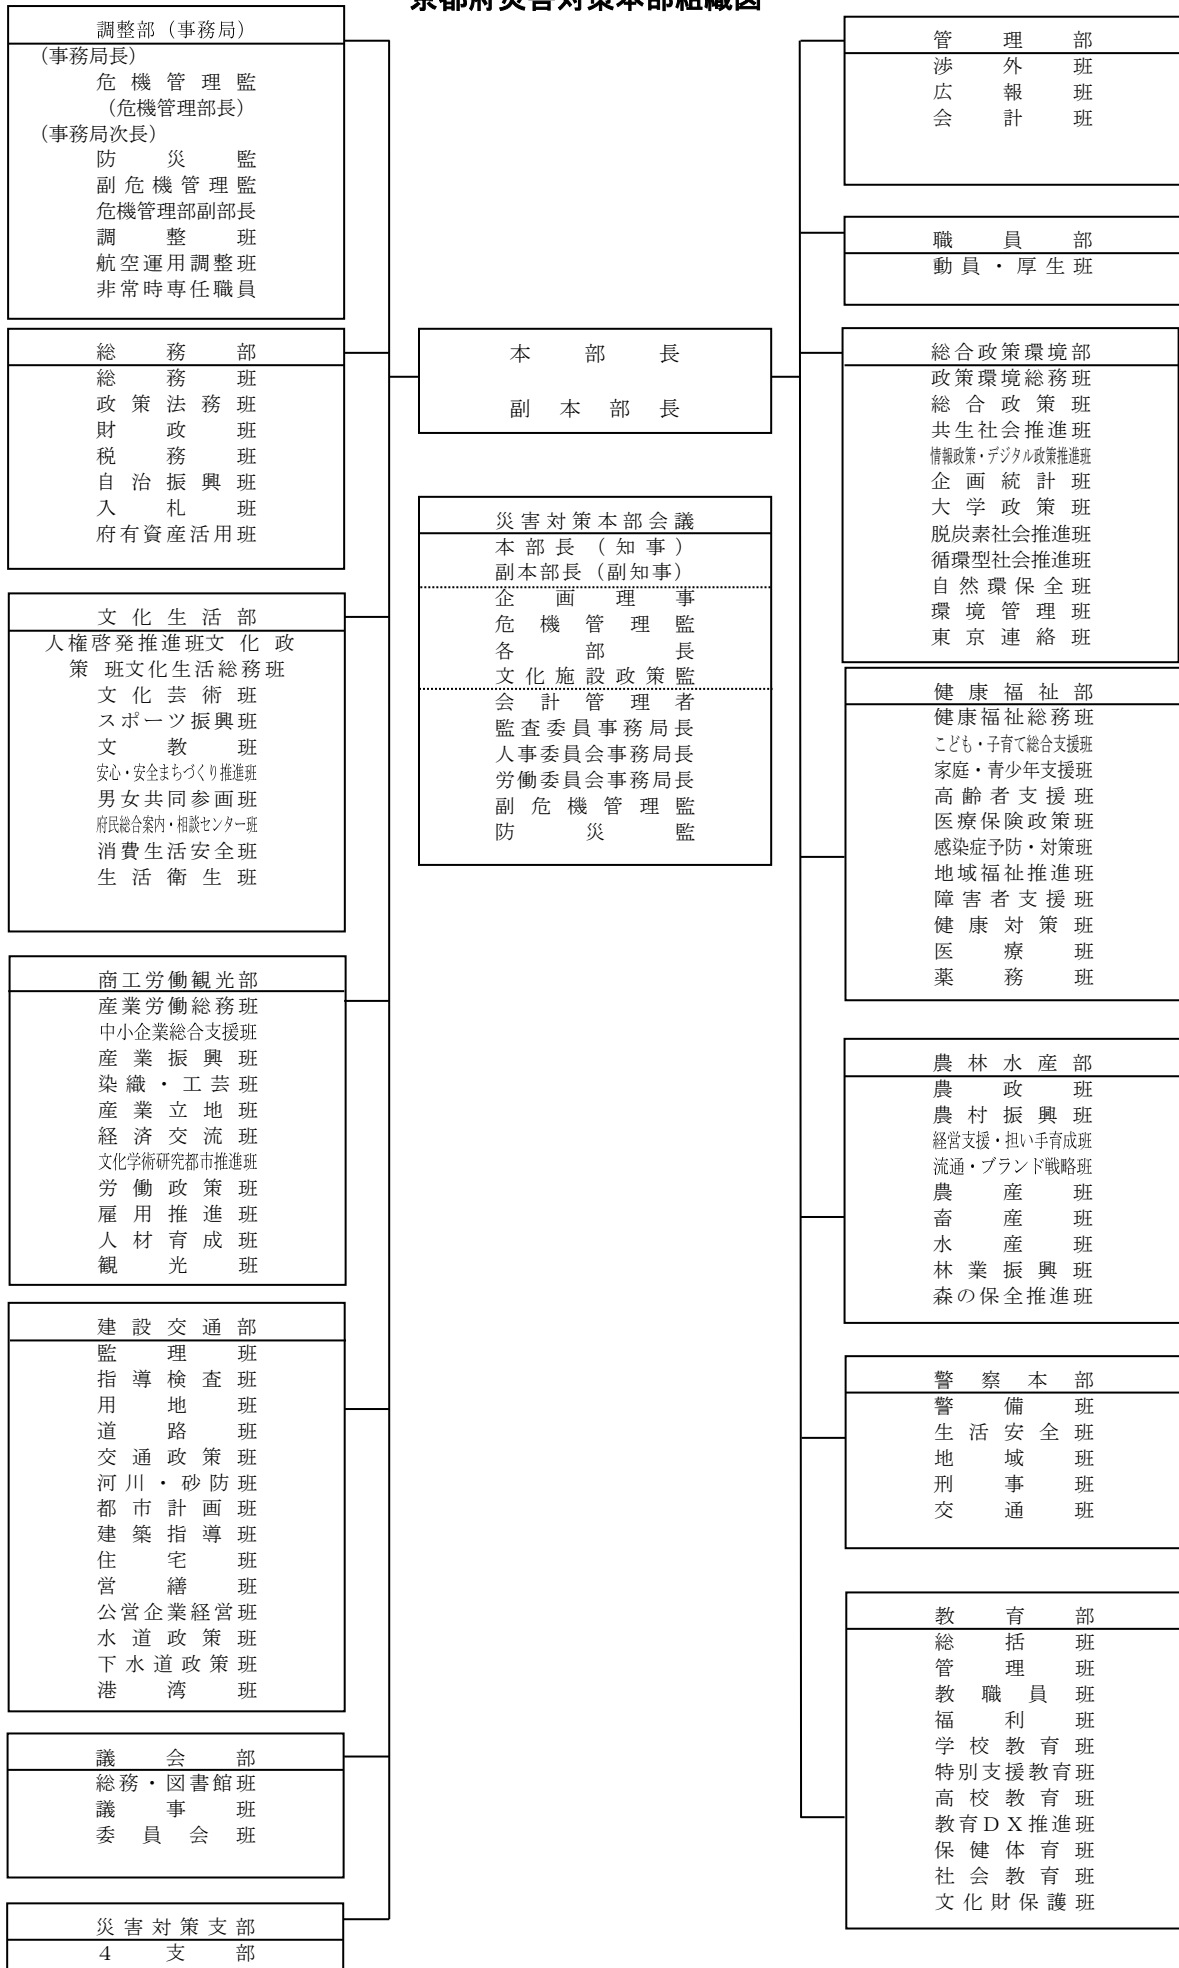 京都府災害対策本部組織図
調整部（事務局）
（事務局長）
危機管理監
（危機管理部長）
（事務局次長）
防災監
副危機管理監
危機管理部副部長
調整班
航空運用調整班
非常時専任職員
総務部
総務班
政策法務班
財政班
税務班
自治振興班
入札班
府有資産活用班
文化生活部
人権啓発推進班文化政
策班文化生活総務班
文化芸術班
スポーツ振興班
文教班
安心・安全まちづくり推進班
男女共同参画班
府民総合案内・相談センター班
消費生活安全班
生活衛生班
商工労働観光部
産業労働総務班
中小企業総合支援班
産業振興班
染織・工芸班
産業立地班
経済交流班
文化学術研究都市推進班
労働政策班
雇用推進班
人材育成班
観光班
建設交通部
監理班
指導検査班
用地班
道路班
交通政策班
河川・砂防班
都市計画班
建築指導班
住宅班
営繕班
公営企業経営班
水道政策班
下水道政策班
港湾班
議会部
総務・図書館班
議事班
委員会班
災害対策支部
４支部
本部長
副本部長
災害対策本部会議
本部長（知事）
副本部長（副知事）
企画理事
危機管理監
各部長
文化施設政策監
会計管理者
監査委員事務局長
人事委員会事務局長
労働委員会事務局長
副危機管理監
防災監
管理部
渉外班
広報班
会計班
職員部
動員・厚生班
総合政策環境部
政策環境総務班
総合政策班
共生社会推進班
情報政策・デジタル政策推進班
企画統計班
大学政策班
脱炭素社会推進班
循環型社会推進班
自然環保全班
環境管理班
東京連絡班
健康福祉部
健康福祉総務班
こども・子育て総合支援班
家庭・青少年支援班
高齢者支援班
医療保険政策班
感染症予防・対策班
地域福祉推進班
障害者支援班
健康対策班
医療班
薬務班
農林水産部
農政班
農村振興班
経営支援・担い手育成班
流通・ブランド戦略班
農産班
畜産班
水産班
林業振興班
森の保全推進班
警察本部
警備班
生活安全班
地域班
刑事班
交通班
教育部
総括班
管理班
教職員班
福利班
学校教育班
特別支援教育班
高校教育班
教育ＤＸ推進班
保健体育班
社会教育班
文化財保護班